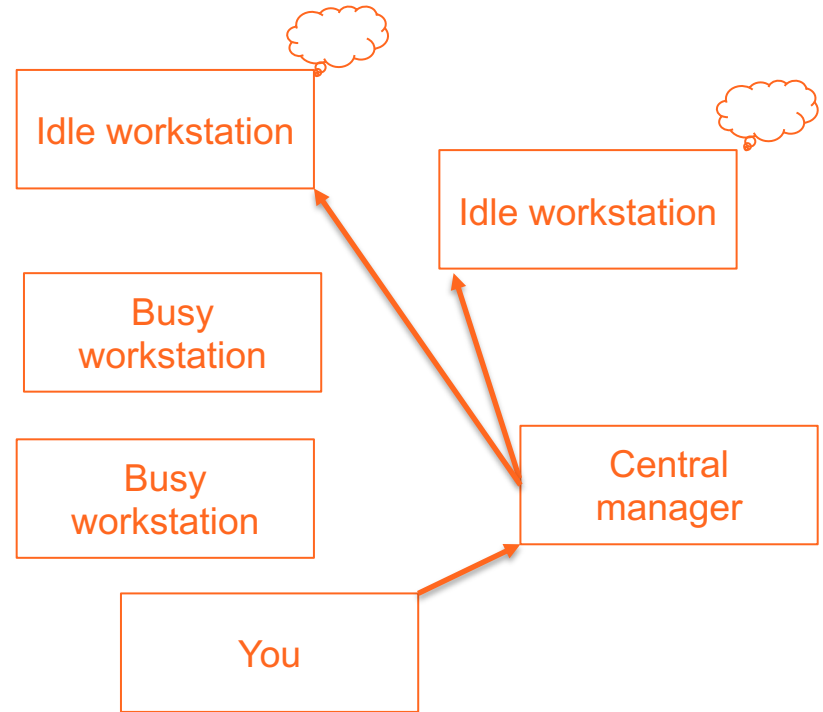 Idle workstation
Idle workstation
Busy
workstation
Busy
workstation
Central
manager
You